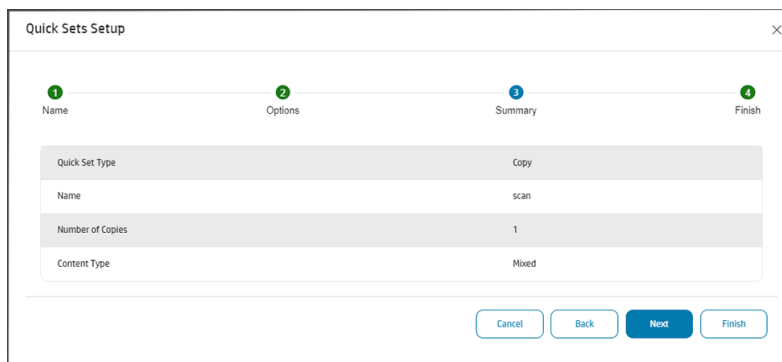 Quick Sets Setup
1 2 3 4
Name Options Summary Finish
Quick Set Type Copy
Name scan
Number of Copies 1
Content Type Mixed
Cancel Back Next Finish